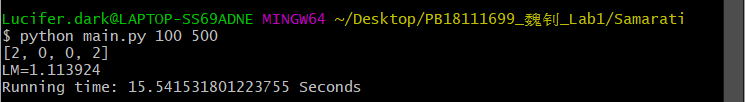 Lucifer.dark@LAPTOP-SS69ADNE MINGW64 ~/Desktop/PB18111699_魏钊_Lab1/Samarati
$ python main.py 100 500
[2, 0, 0, 2]
LM=1.113924
Running time: 15.541531801223755 Seconds